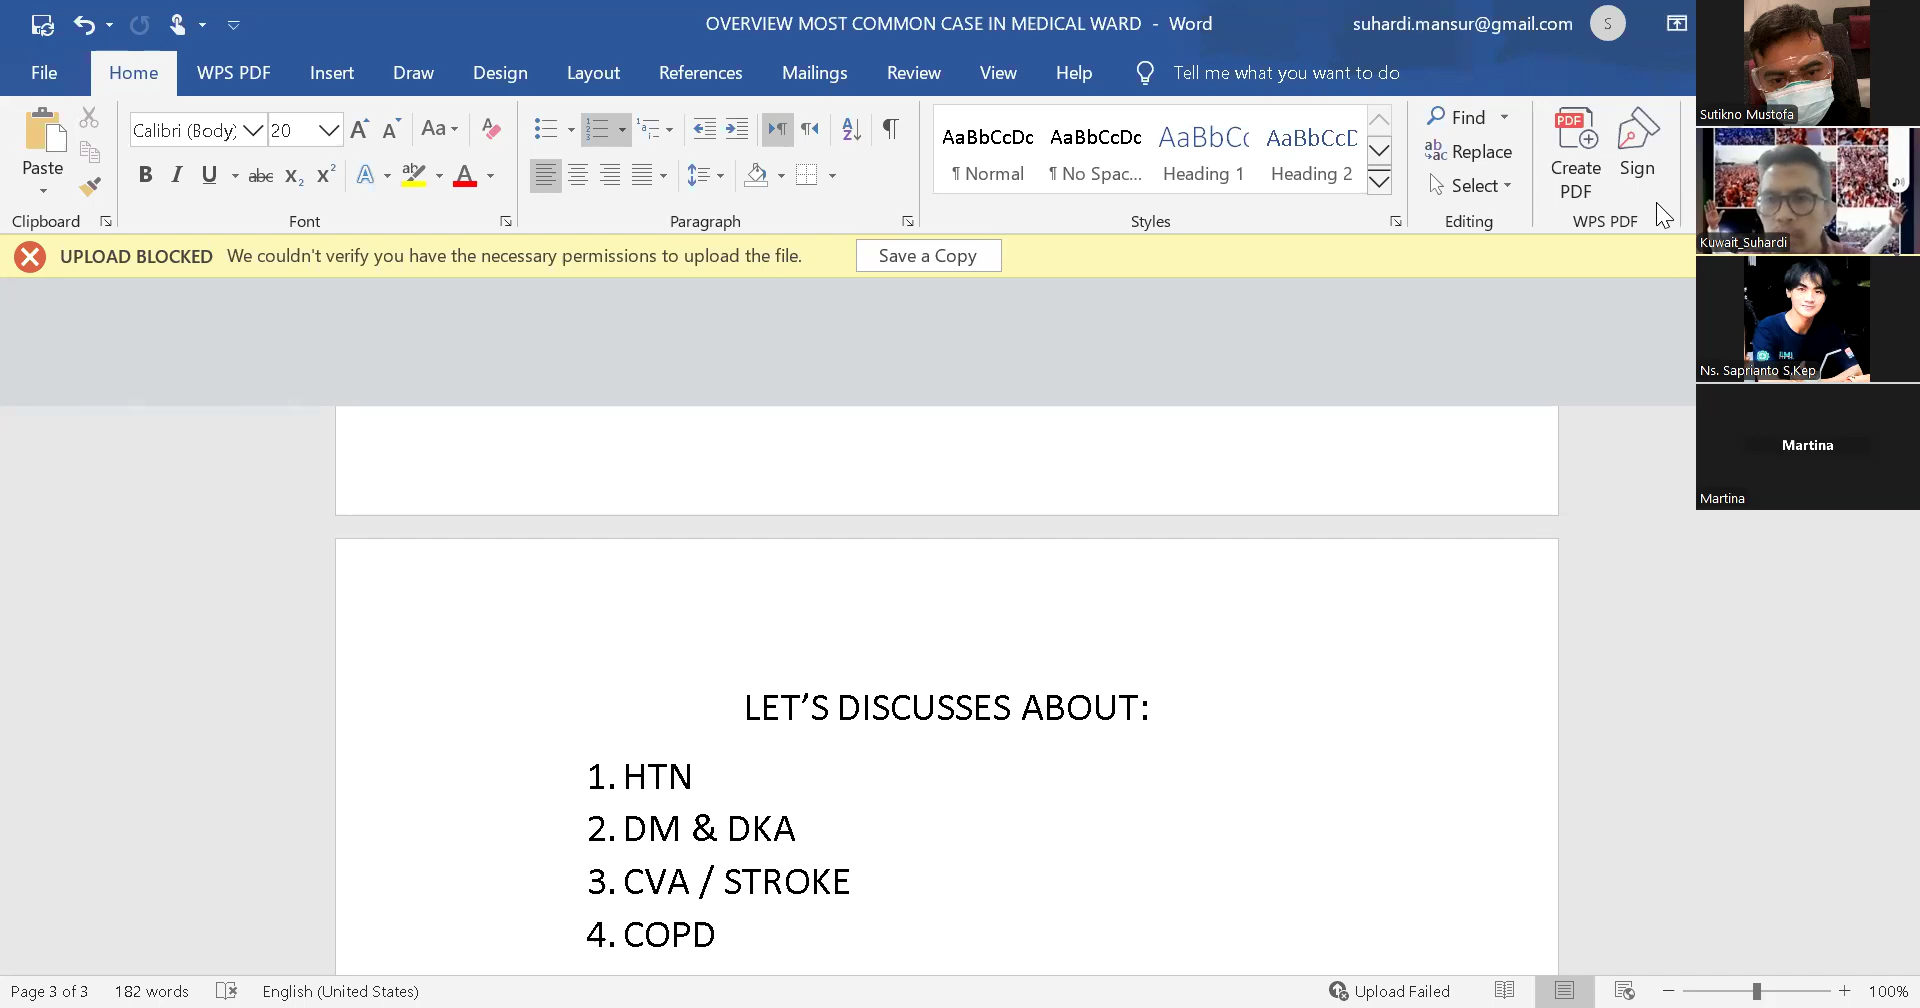 OVERVIEW MOST COMMON CASE IN MEDICAL WARD - Word
suhardi.mansur@gmail.com
S
File
Home
WPS PDF
Insert
Draw
Design
Layout
References
Mailings
Review
View
Help
Tell me what you want to do
Paste
Clipboard
Calibri (Body)
20
Font
Paragraph
AaBbCcDc
¶ Normal
AaBbCcDc
¶ No Spac...
AaBbCc
Heading 1
AaBbCcD
Heading 2
Styles
Find
Replace
Select
Editing
Create
PDF
Sign
WPS PDF
UPLOAD BLOCKED We couldn't verify you have the necessary permissions to upload the file.
Save a Copy
Sutikno Mustofa
Kuwait_Suhardi
Ns. Saprianto S.Kep
Martina
Martina
LET’S DISCUSSES ABOUT:
1. HTN
2. DM & DKA
3. CVA / STROKE
4. COPD
Page 3 of 3
182 words
English (United States)
Upload Failed
100%